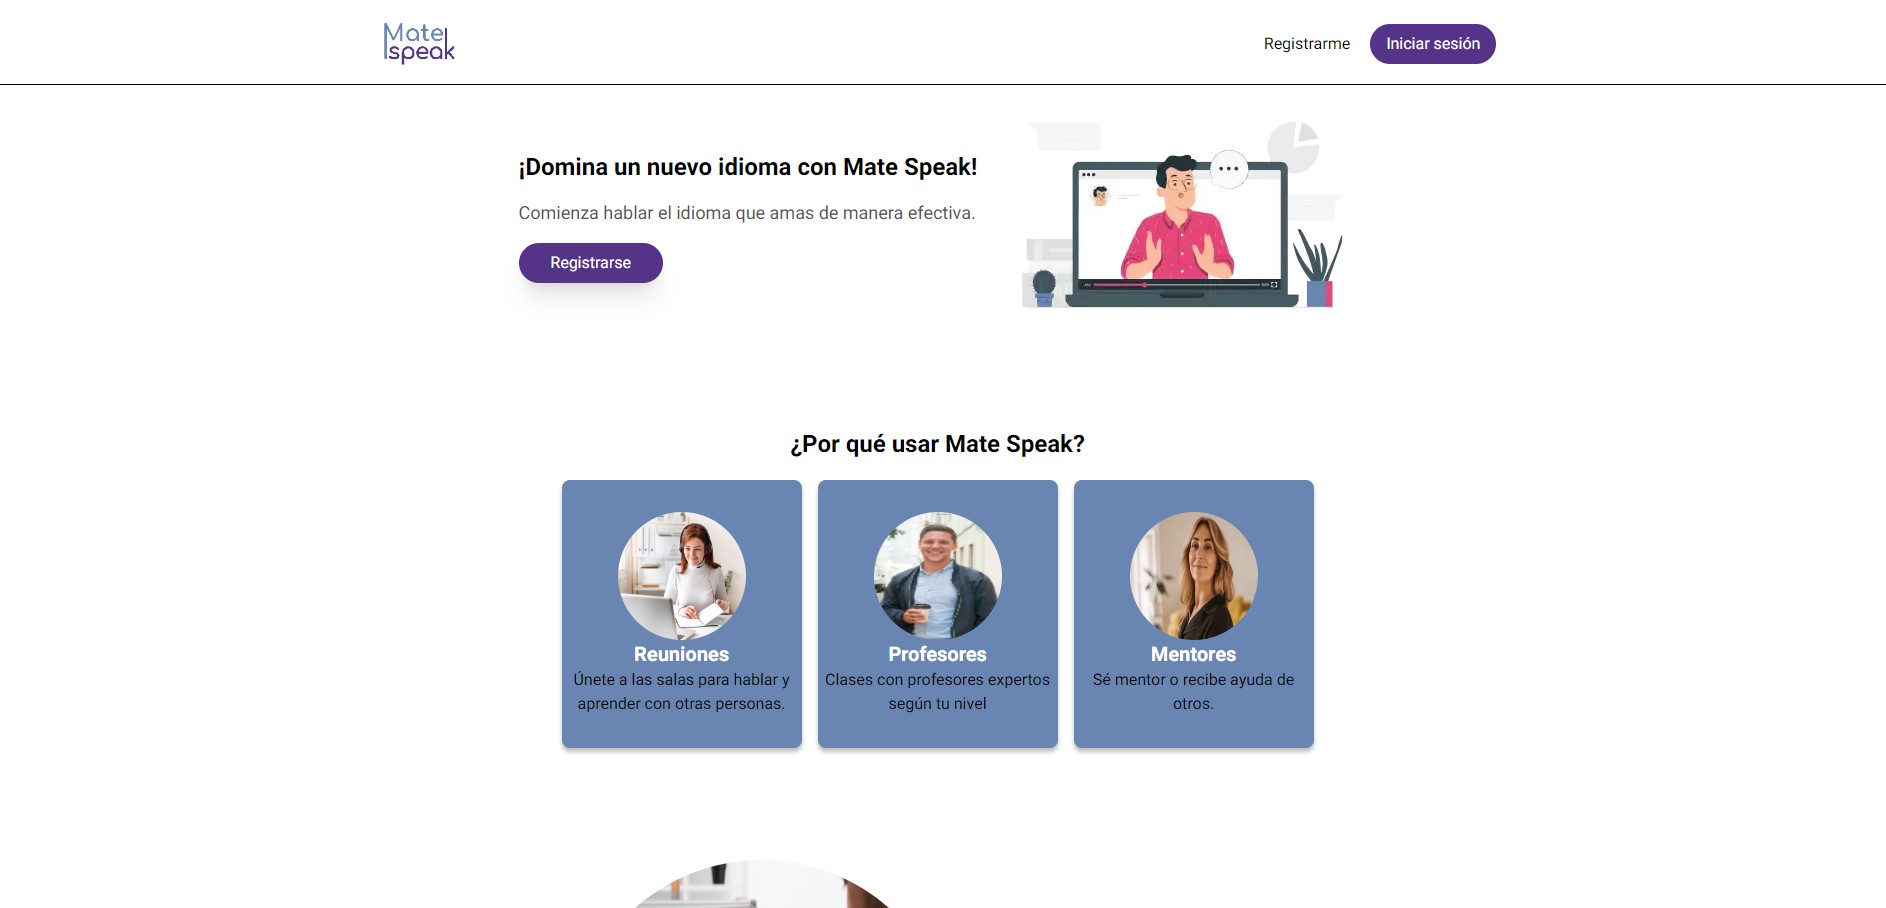 Mate
speak
Registrarme
Iniciar sesión
¡Domina un nuevo idioma con Mate Speak!
Comienza hablar el idioma que amas de manera efectiva.
Registrarse
¿Por qué usar Mate Speak?
Reuniones
Únete a las salas para hablar y
aprender con otras personas.
Profesores
Clases con profesores expertos
según tu nivel
Mentores
Sé mentor o recibe ayuda de
otros.